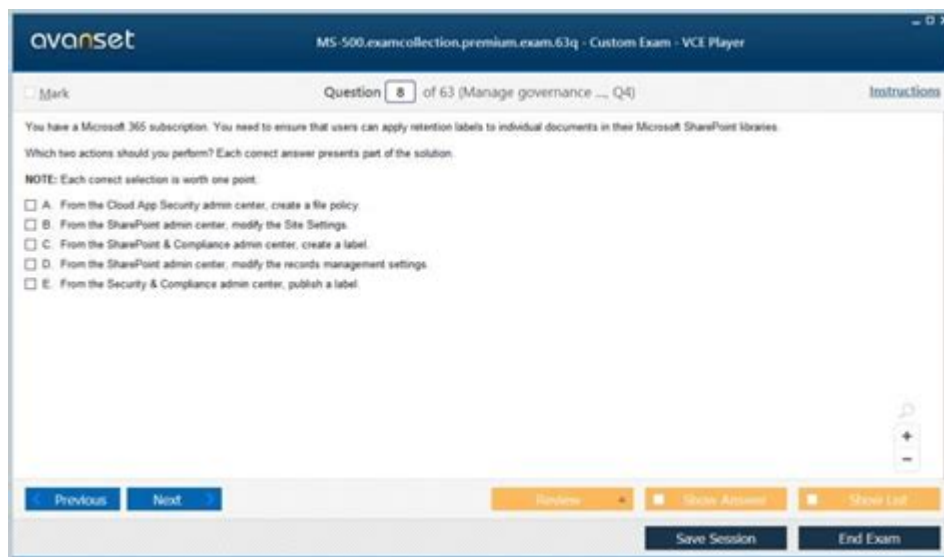 avanset
MS-500.examcollection.premium.exam.63q - Custom Exam - VCE Player
Mark
Question 8 of 63 (Manage governance ..., Q4)
Instructions
You have a Microsoft 365 subscription. You need to ensure that users can apply retention labels to individual documents in their Microsoft SharePoint libraries.
Which two actions should you perform? Each correct answer presents part of the solution.
NOTE: Each correct selection is worth one point.
A. From the Cloud App Security admin center, create a file policy.
B. From the SharePoint admin center, modify the Site Settings.
C. From the SharePoint & Compliance admin center, create a label.
D. From the SharePoint admin center, modify the records management settings.
E. From the Security & Compliance admin center, publish a label.
Previous
Next
Review
Show Answer
Show List
Save Session
End Exam